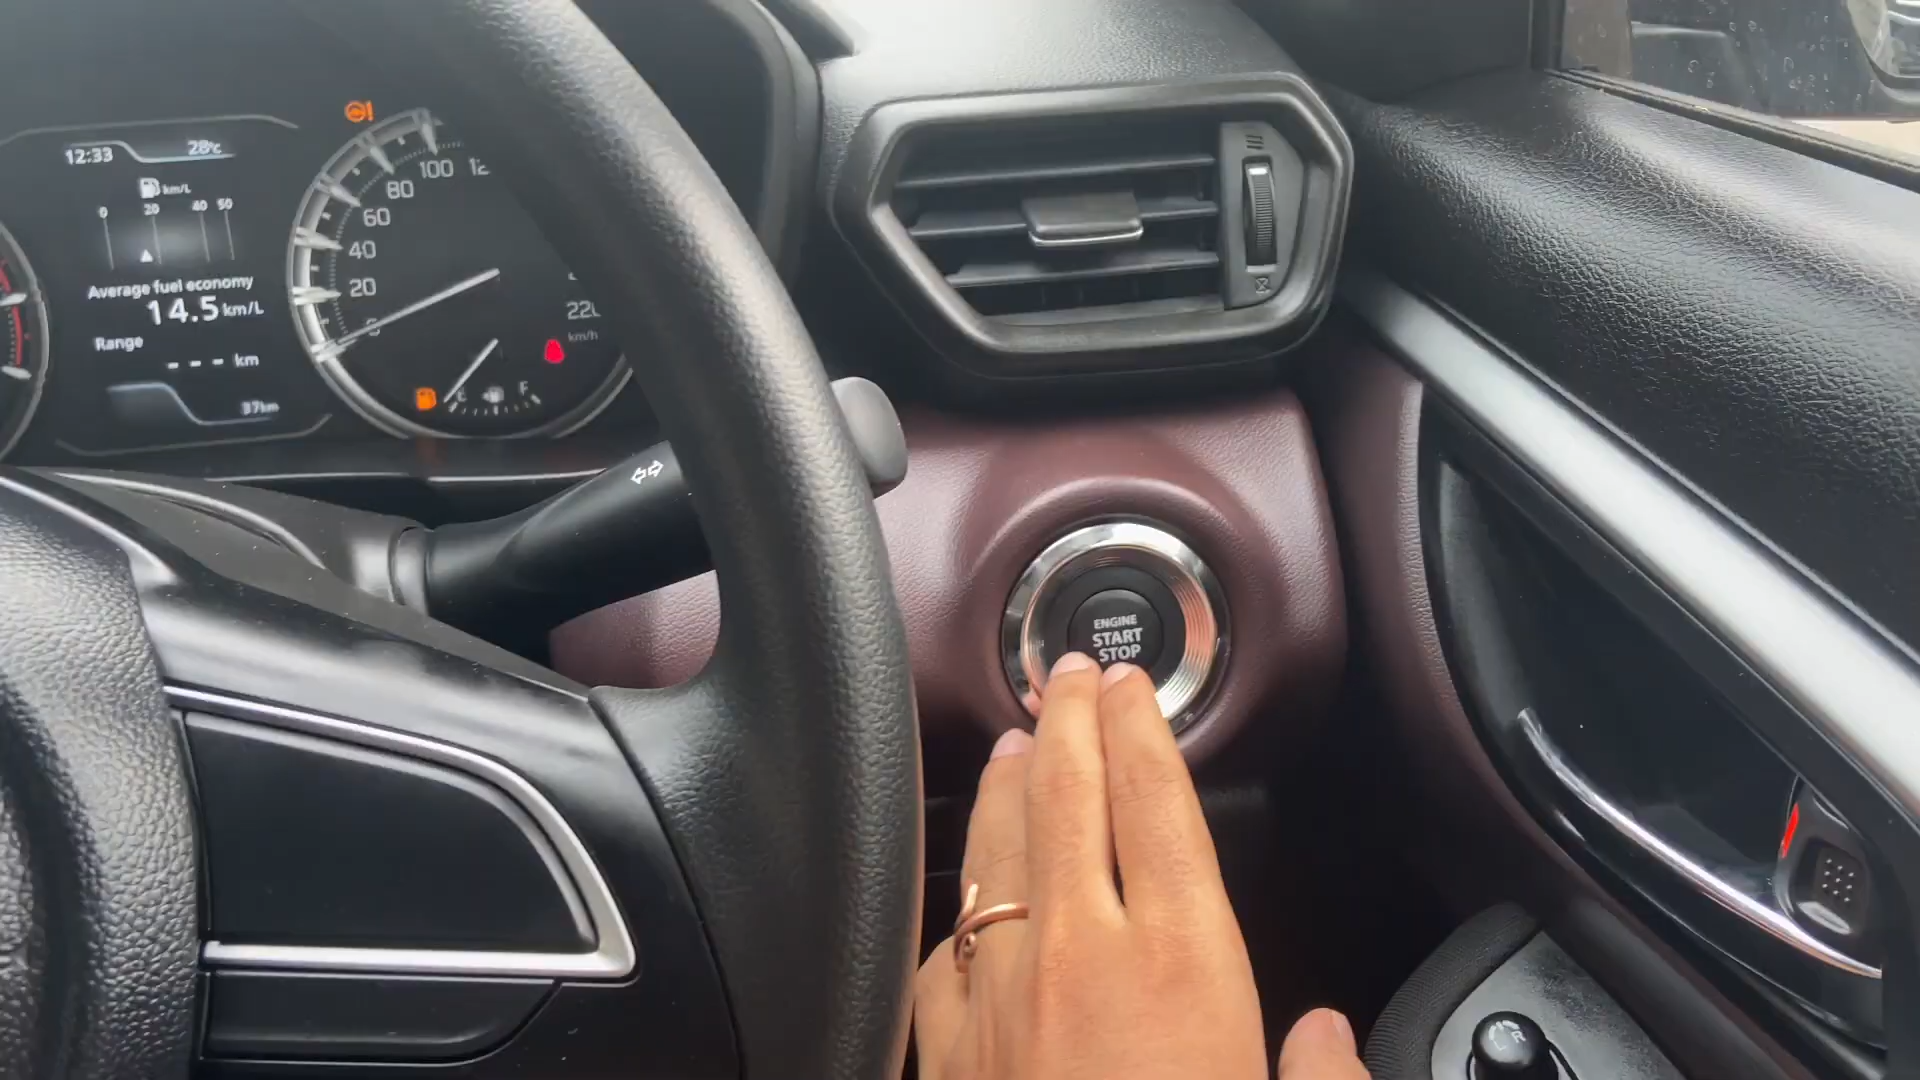 12:33
28°c
km/L
0 20 40 50
Average fuel economy
14.5 km/L
Range
--- km
37km
100
80
60
40
20
0
220
km/h
E F
ENGINE
START
STOP
L R